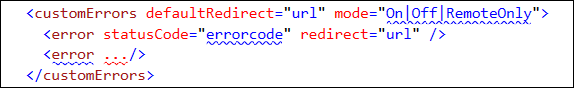 <customErrors defaultRedirect="url" mode="On|Off|RemoteOnly">
<error statusCode="errorcode" redirect="url" />
<error .../>
</customErrors>